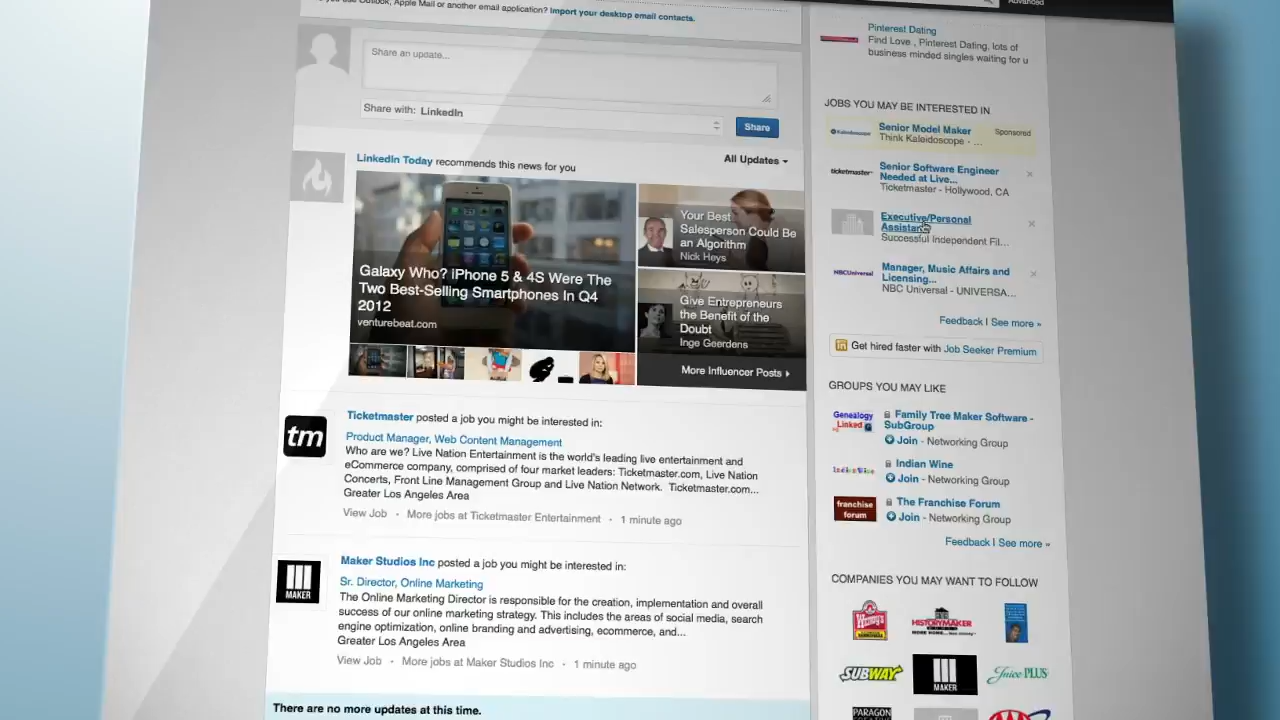 Advanced
you use Outlook, Apple Mail or another email application? Import your desktop email contacts.
Share an update...
Share with: LinkedIn
Share
LinkedIn Today recommends this news for you
All Updates
Galaxy Who? iPhone 5 & 4S Were The
Two Best-Selling Smartphones In Q4
2012
venturebeat.com
Your Best
Salesperson Could Be
an Algorithm
Nick Heys
Give Entrepreneurs
the Benefit of the
Doubt
Inge Geerdens
More Influencer Posts
tm
Ticketmaster posted a job you might be interested in:
Product Manager, Web Content Management
Who are we? Live Nation Entertainment is the world's leading live entertainment and
eCommerce company, comprised of four market leaders: Ticketmaster.com, Live Nation
Concerts, Front Line Management Group and Live Nation Network. Ticketmaster.com...
Greater Los Angeles Area
View Job · More jobs at Ticketmaster Entertainment · 1 minute ago
MAKER
Maker Studios Inc posted a job you might be interested in:
Sr. Director, Online Marketing
The Online Marketing Director is responsible for the creation, implementation and overall
success of our online marketing strategy. This includes the areas of social media, search
engine optimization, online branding and advertising, ecommerce, and...
Greater Los Angeles Area
View Job · More jobs at Maker Studios Inc · 1 minute ago
There are no more updates at this time.
Pinterest Dating
Find Love , Pinterest Dating, lots of
business minded singles waiting for u
JOBS YOU MAY BE INTERESTED IN
Kaleidoscope
Senior Model Maker
Sponsored
Think Kaleidoscope - ...
ticketmaster
Senior Software Engineer
Needed at Live...
Ticketmaster - Hollywood, CA
Executive/Personal
Assistant
Successful Independent Fil...
NBCUniversal
Manager, Music Affairs and
Licensing...
NBC Universal - UNIVERSA...
Feedback | See more »
in
Get hired faster with Job Seeker Premium
GROUPS YOU MAY LIKE
Genealogy
Linked
Family Tree Maker Software -
SubGroup
Join - Networking Group
Indian Wine
Indian Wine
Join - Networking Group
franchise
forum
The Franchise Forum
Join - Networking Group
Feedback | See more »
COMPANIES YOU MAY WANT TO FOLLOW
Wendy's
HISTORYMAKER
HOMES
SUBWAY
MAKER
Juice PLUS
PARAGON